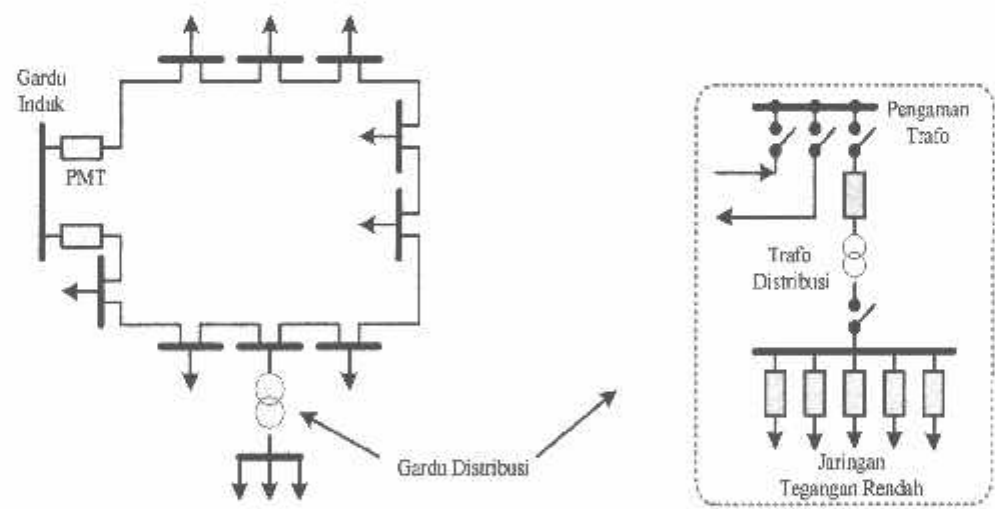 Gardu
Induk
PMT
Gardu Distribusi
Pengaman
Trafo
Trafo
Distribusi
Jaringan
Tegangan Rendah